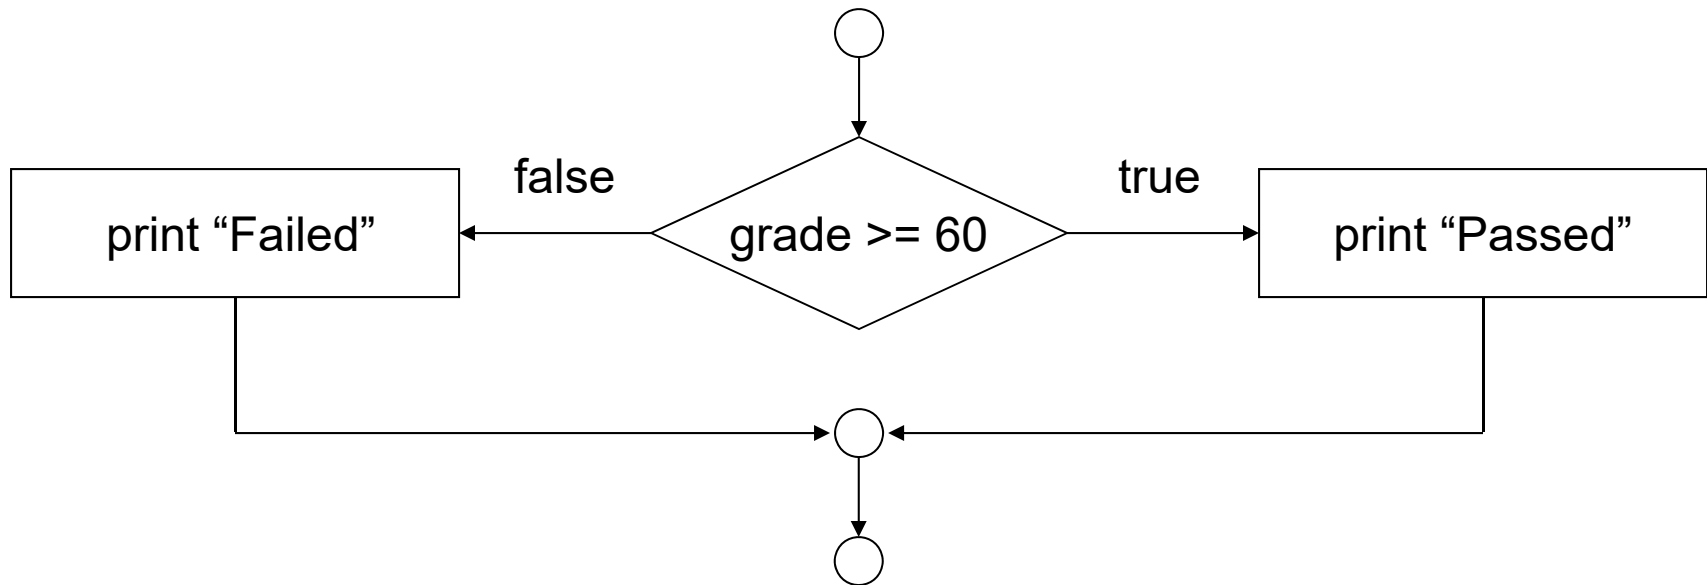 false
true
print “Failed”
grade >= 60
print “Passed”